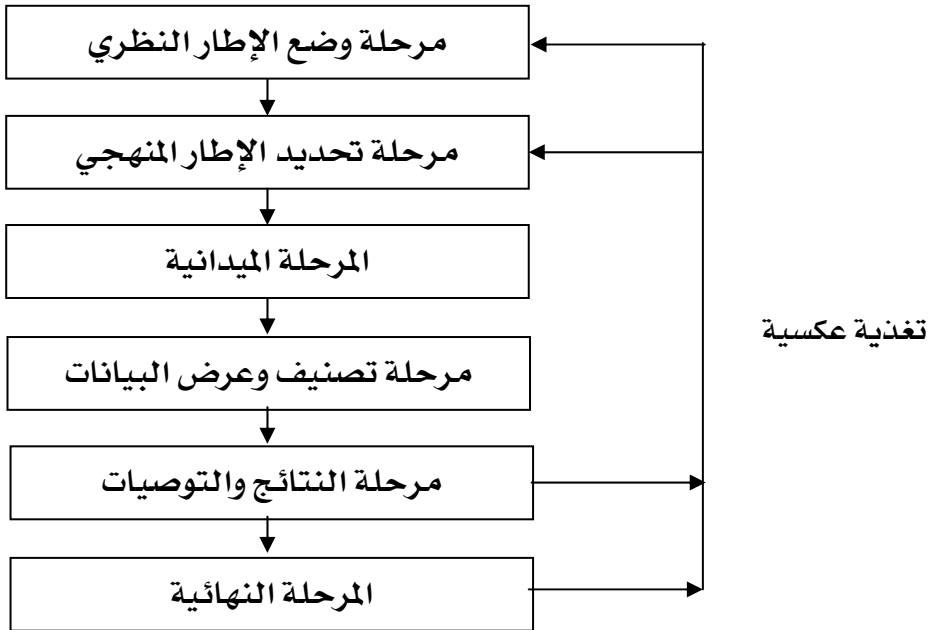 مرحلة وضع الإطار النظري
مرحلة تحديد الإطار المنهجي
المرحلة الميدانية
تغذية عكسية
مرحلة تصنيف وعرض البيانات
مرحلة النتائج والتوصيات
المرحلة النهائية